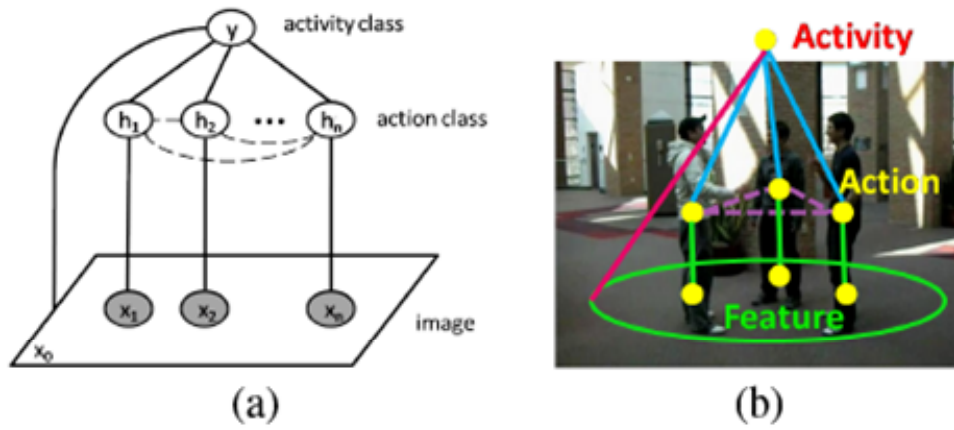 y
activity class
h1
h2
...
hn
action class
x1
x2
xn
image
x0
(a)
Activity
Action
Feature
(b)